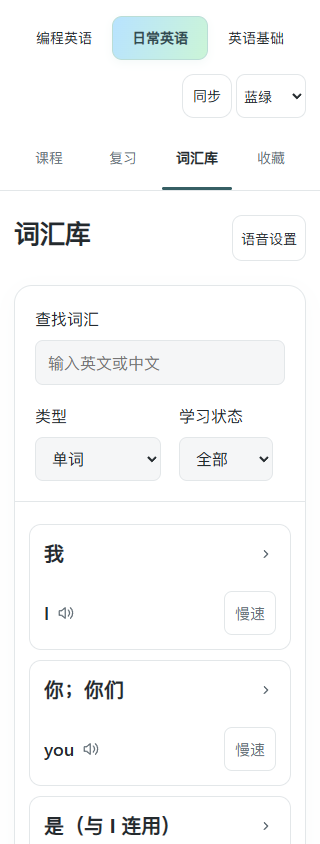 编程英语 日常英语 英语基础
同步 蓝绿
课程 复习 词汇库 收藏
词汇库 语音设置
查找词汇
输入英文或中文
类型 学习状态
单词 全部
我
I 慢速
你；你们
you 慢速
是（与 I 连用）